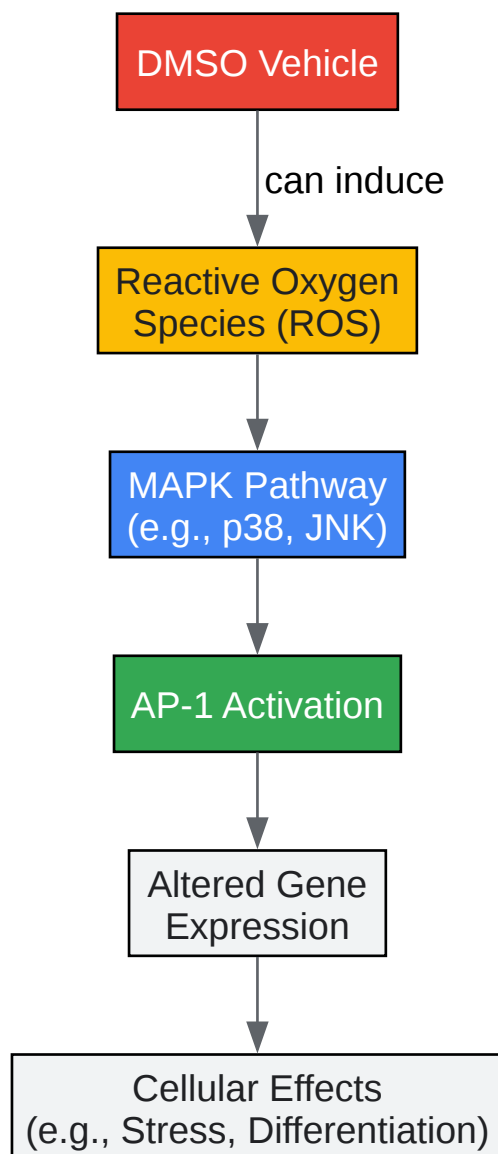 DMSO Vehicle
can induce
Reactive Oxygen
Species (ROS)
MAPK Pathway
(e.g., p38, JNK)
AP-1 Activation
Altered Gene
Expression
Cellular Effects
(e.g., Stress, Differentiation)